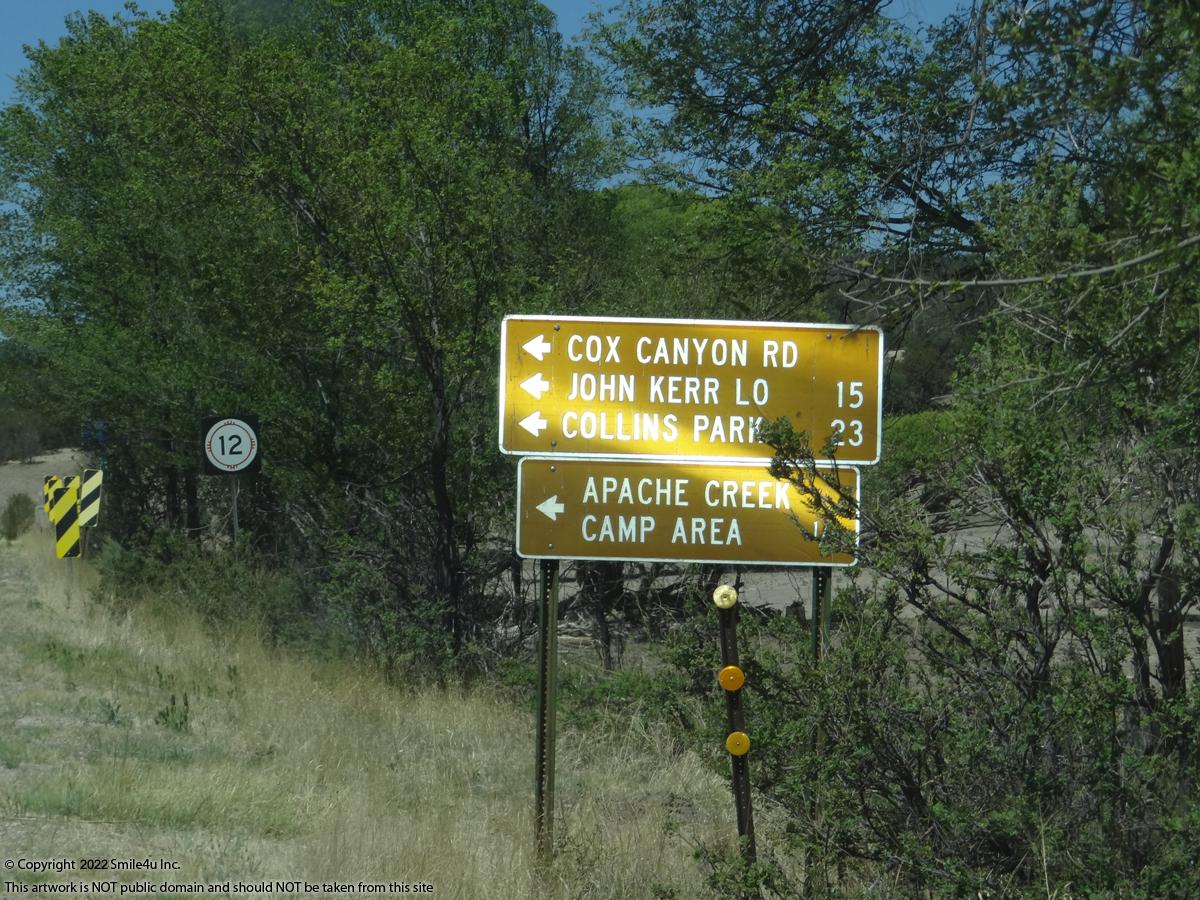 COX CANYON RD
JOHN KERR LO 15
COLLINS PARK 23
APACHE CREEK
CAMP AREA 1
12
© Copyright 2022 Smile4u Inc.
This artwork is NOT public domain and should NOT be taken from this site